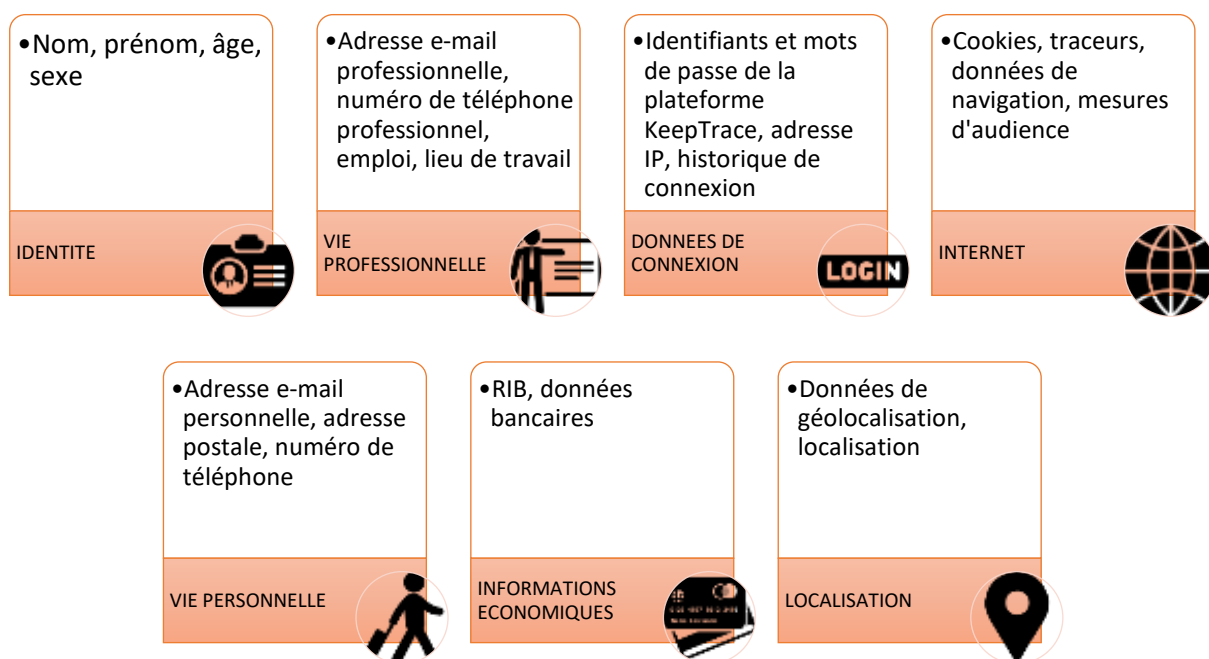 •Nom, prénom, âge,
sexe
IDENTITE
•Adresse e-mail
professionnelle,
numéro de téléphone
professionnel,
emploi, lieu de travail
VIE
PROFESSIONNELLE
•Identifiants et mots
de passe de la
plateforme
KeepTrace, adresse
IP, historique de
connexion
DONNEES DE
CONNEXION
LOGIN
•Cookies, traceurs,
données de
navigation, mesures
d'audience
INTERNET
•Adresse e-mail
personnelle, adresse
postale, numéro de
téléphone
VIE PERSONNELLE
•RIB, données
bancaires
INFORMATIONS
ECONOMIQUES
•Données de
géolocalisation,
localisation
LOCALISATION